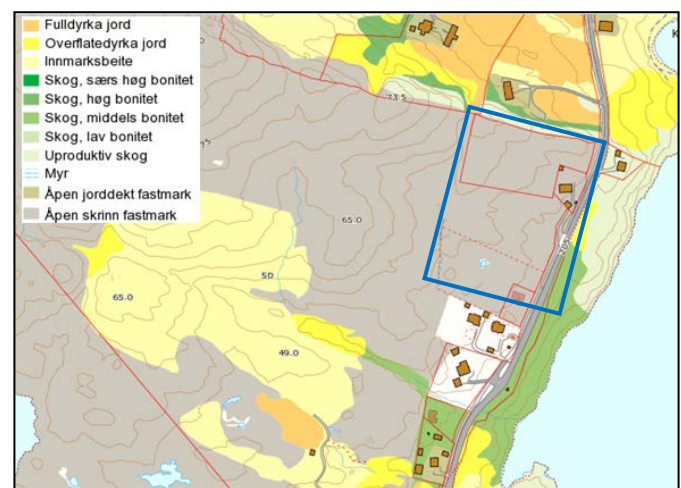 Fulldyrka jord
Overflatedyrka jord
Innmarksbeite
Skog, særs høg bonitet
Skog, høg bonitet
Skog, middels bonitet
Skog, lav bonitet
Uproduktiv skog
Myr
Åpen jorddekt fastmark
Åpen skrinn fastmark
73.5
65.0
50
65.0
49.0
K